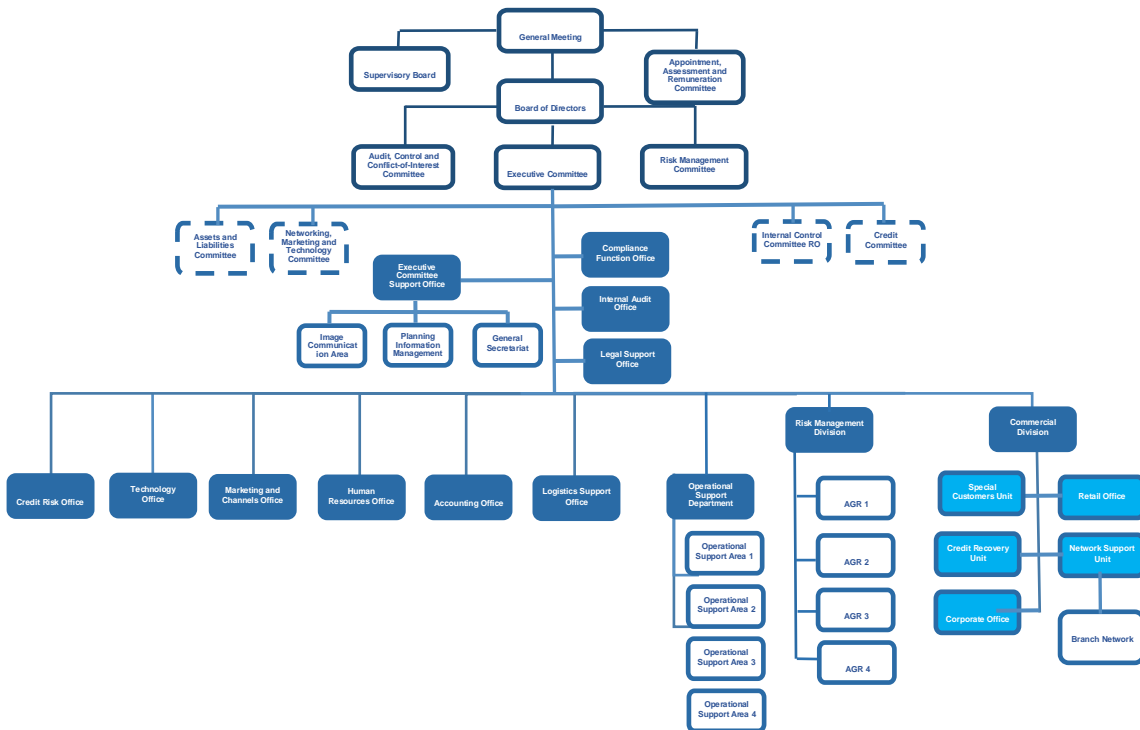 General Meeting
Supervisory Board
Appointment,
Assessment and
Remuneration
Committee
Board of Directors
Audit, Control and
Conflict-of-Interest
Committee
Executive Committee
Risk Management
Committee
Assets and
Liabilities
Committee
Networking,
Marketing and
Technology
Committee
Internal Control
Committee RO
Credit
Committee
Compliance
Function Office
Executive
Committee
Support Office
Internal Audit
Office
Image
Communicat
ion Area
Planning
Information
Management
General
Secretariat
Legal Support
Office
Risk Management
Division
Commercial
Division
Credit Risk Office
Technology
Office
Marketing and
Channels Office
Human
Resources Office
Accounting Office
Logistics Support
Office
Operational
Support
Department
Special
Customers Unit
Retail Office
AGR 1
Operational
Support Area 1
AGR 2
Credit Recovery
Unit
Network Support
Unit
Operational
Support Area 2
AGR 3
Corporate Office
Branch Network
Operational
Support Area 3
AGR 4
Operational
Support Area 4